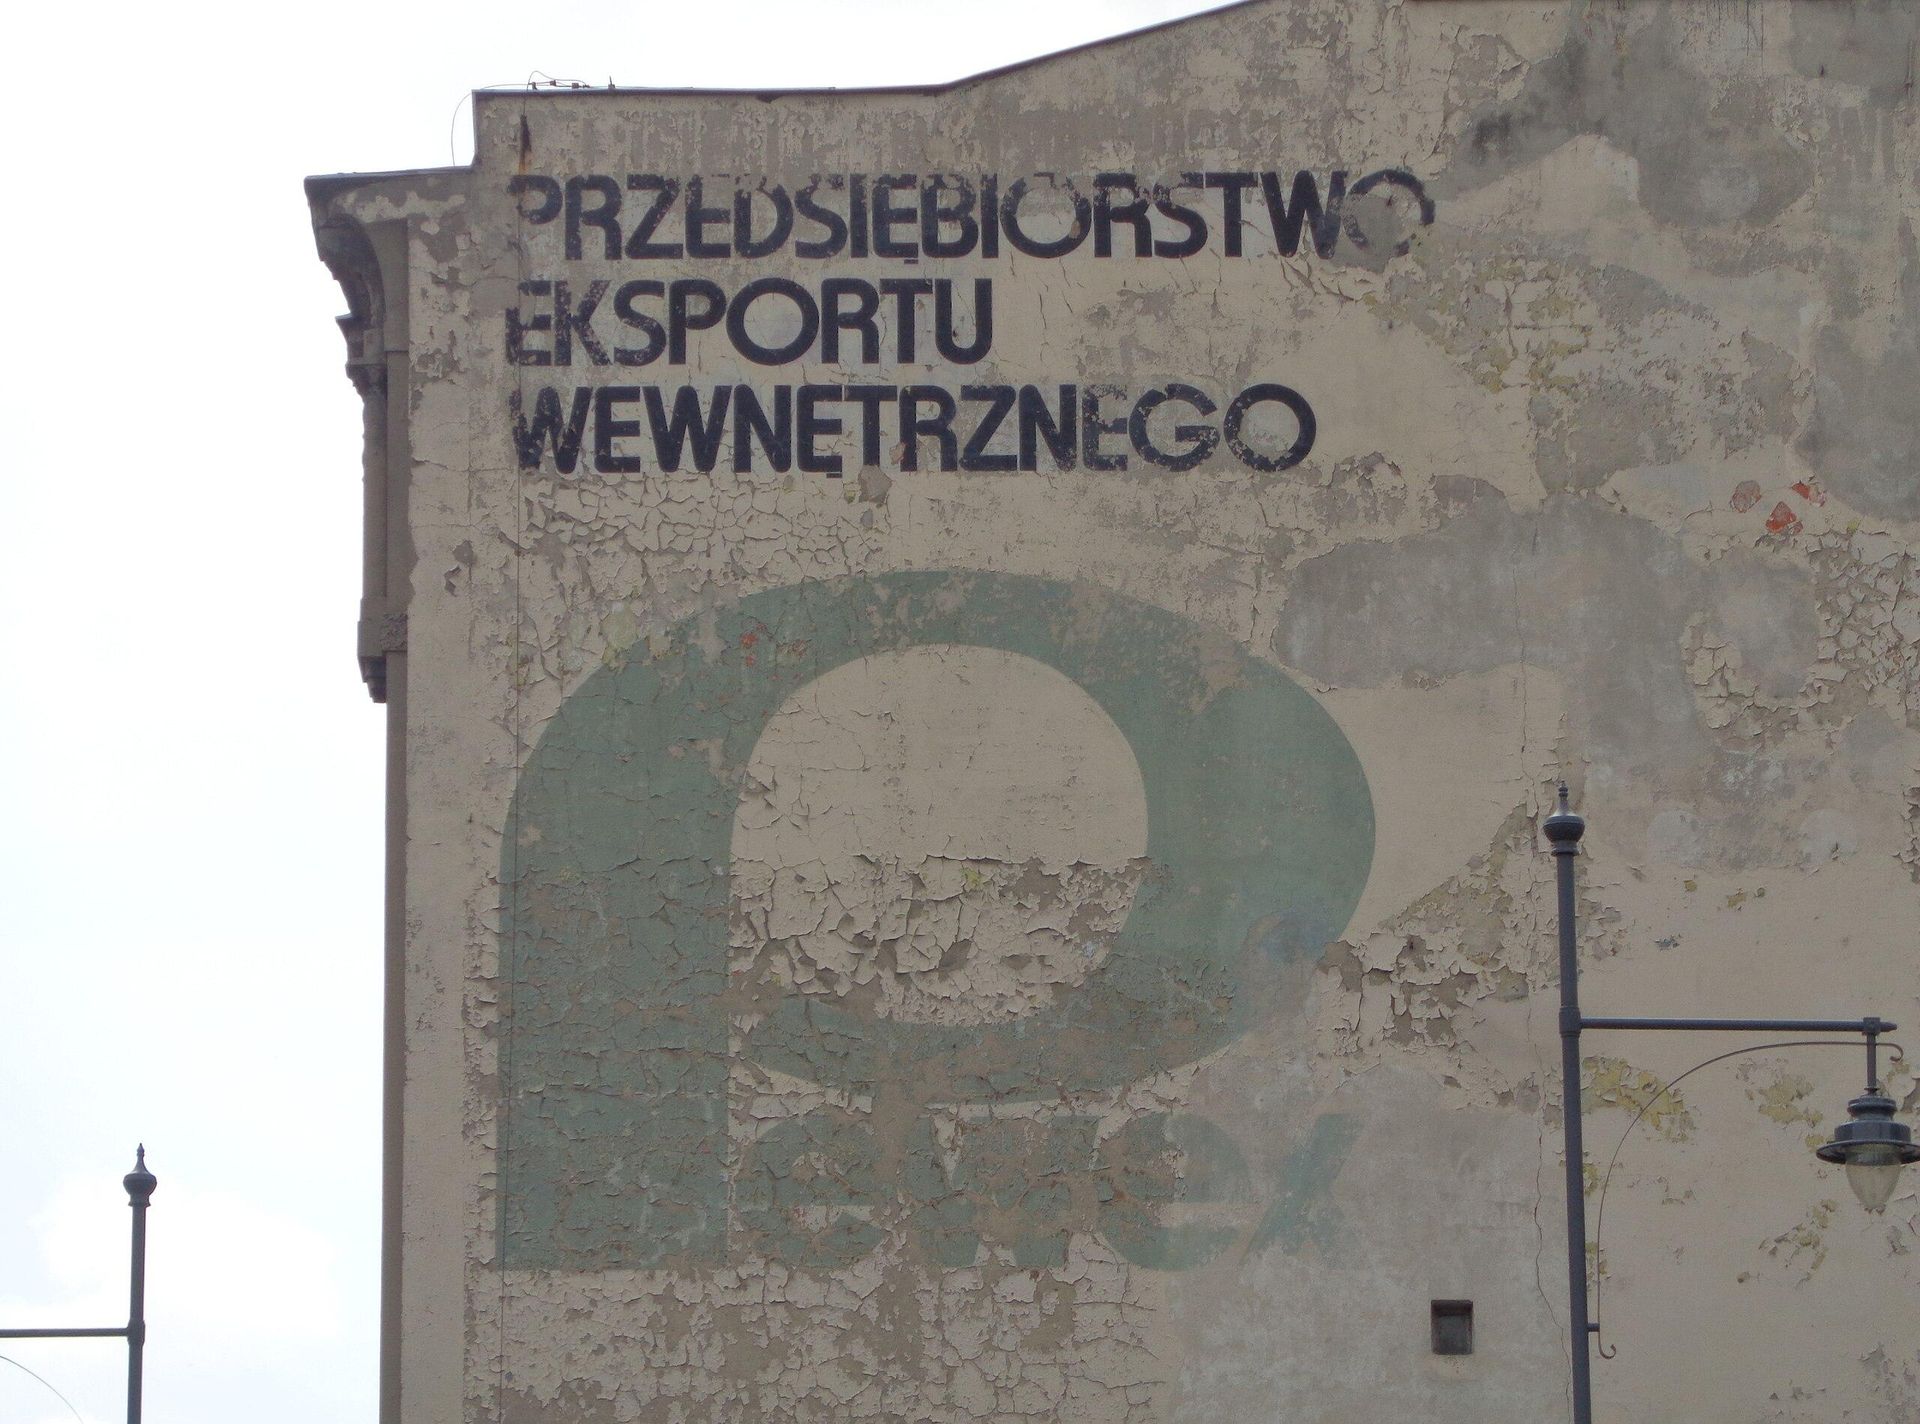 PRZEDSIĘBIORSTWO
EKSPORTU
WEWNĘTRZNEGO
Pewex